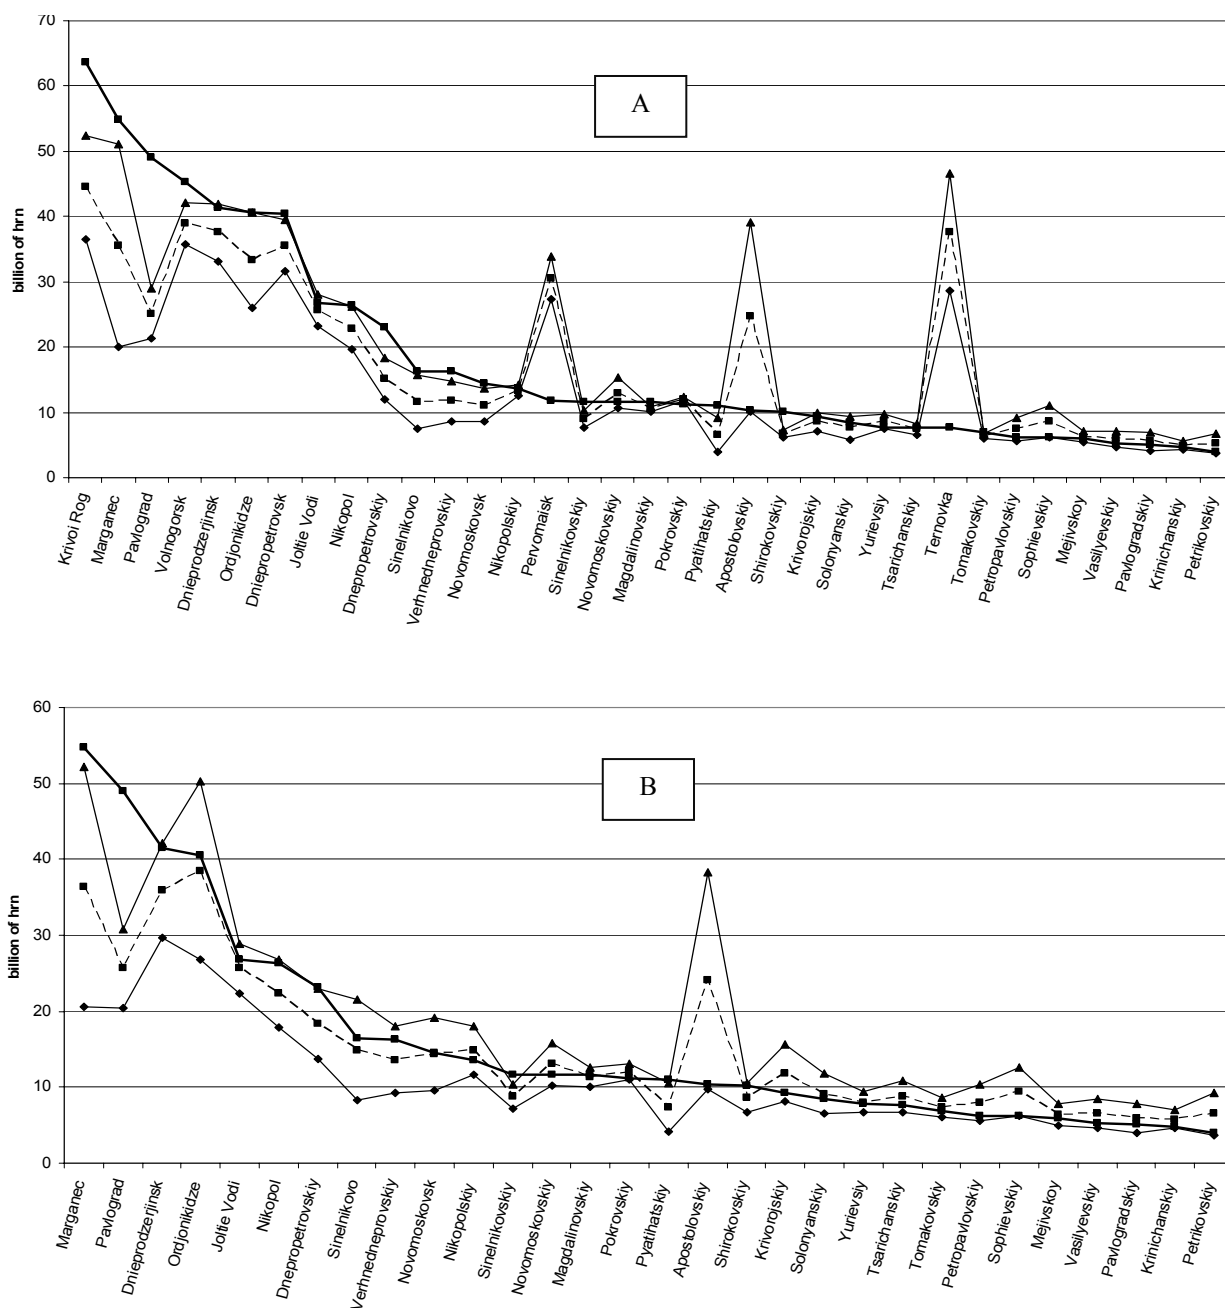 70
60
50
40
30
20
10
0
billion of hrn
A
Krivoi Rog
Marganec
Pavlograd
Volnogorsk
Dnieprodzerjinsk
Ordjonikidze
Dniepropetrovsk
Joltie Vodi
Nikopol
Dnepropetrovskiy
Sinelnikovo
Verhnedneprovskiy
Novomoskovsk
Nikopolskiy
Pervomaisk
Sinelnikovskiy
Novomoskovskiy
Magdalinovskiy
Pokrovskiy
Pyatihatskiy
Apostolovskiy
Shirokovskiy
Krivorojskiy
Solonyanskiy
Yurievsiy
Tsarichanskiy
Ternovka
Tomakovskiy
Petropavlovskiy
Sophievskiy
Mejivskoy
Vasilyevskiy
Pavlogradskiy
Krinichanskiy
Petrikovskiy
60
50
40
30
20
10
0
billion of hrn
B
Marganec
Pavlograd
Dnieprodzerjinsk
Ordjonikidze
Joltie Vodi
Nikopol
Dnepropetrovskiy
Sinelnikovo
Verhnedneprovskiy
Novomoskovsk
Nikopolskiy
Sinelnikovskiy
Novomoskovskiy
Magdalinovskiy
Pokrovskiy
Pyatihatskiy
Apostolovskiy
Shirokovskiy
Krivorojskiy
Solonyanskiy
Yurievsiy
Tsarichanskiy
Tomakovskiy
Petropavlovskiy
Sophievskiy
Mejivskoy
Vasilyevskiy
Pavlogradskiy
Krinichanskiy
Petrikovskiy